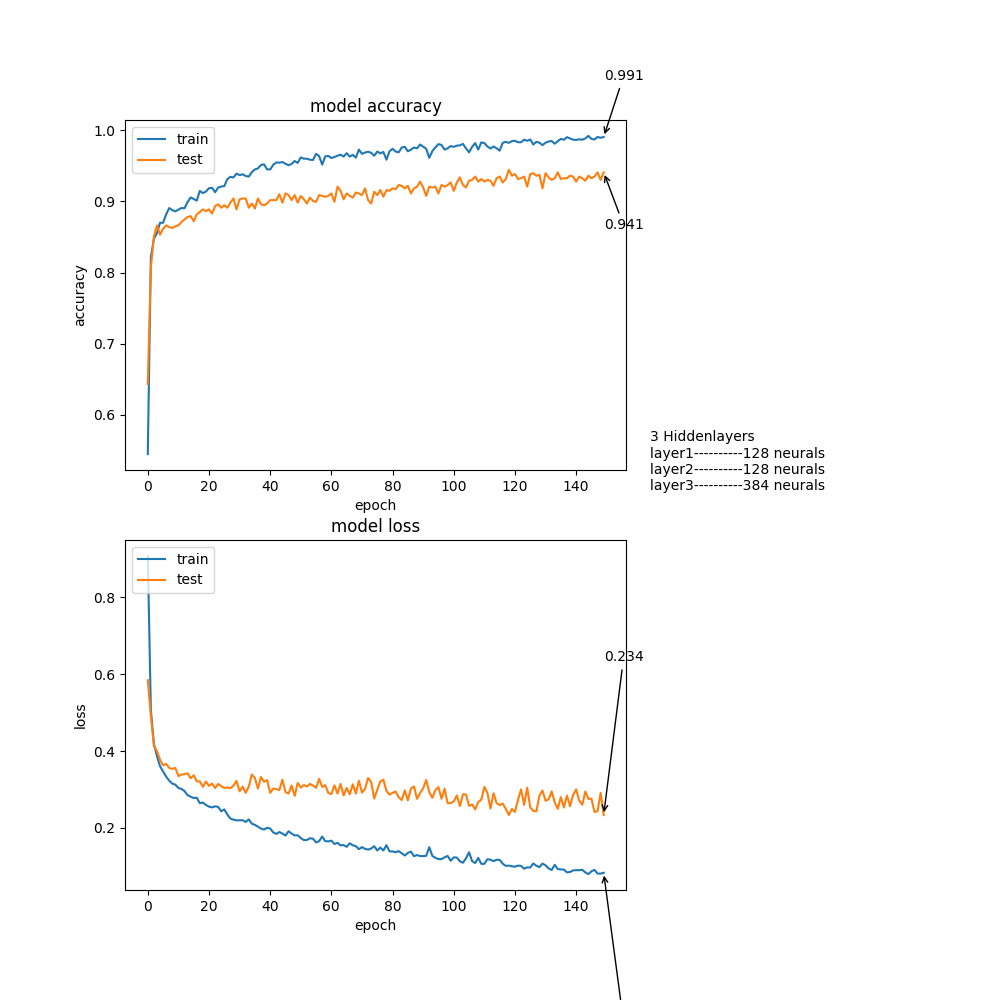 0.991
model accuracy
1.0
0.9
0.8
0.7
0.6
accuracy
train
test
0.941
0
20
40
60
80
100
120
140
epoch
3 Hiddenlayers
layer1----------128 neurals
layer2----------128 neurals
layer3----------384 neurals
model loss
0.8
0.6
0.4
0.2
loss
train
test
0.234
0
20
40
60
80
100
120
140
epoch